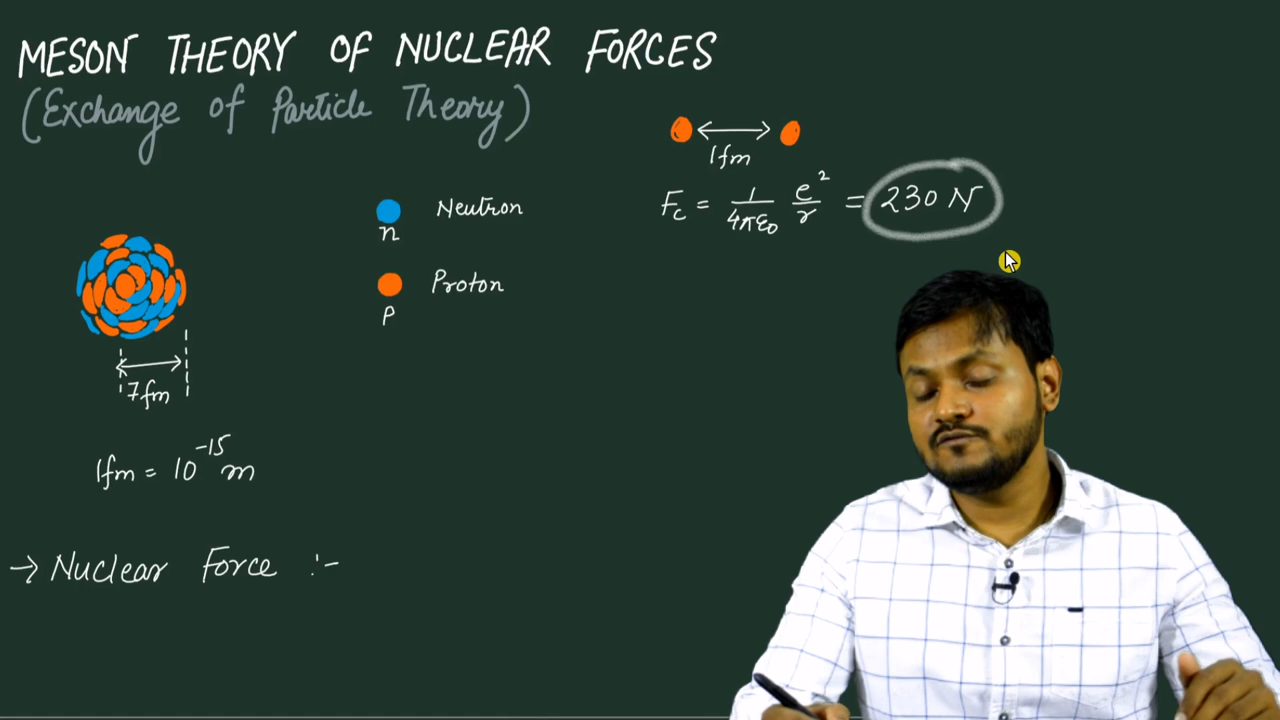 MESON THEORY OF NUCLEAR FORCES
(Exchange of Particle Theory)
1fm
F_c = 1/4πε₀ e²/r = 230 N
n Neutron
P Proton
7fm
1fm = 10⁻¹⁵ m
→ Nuclear Force :-